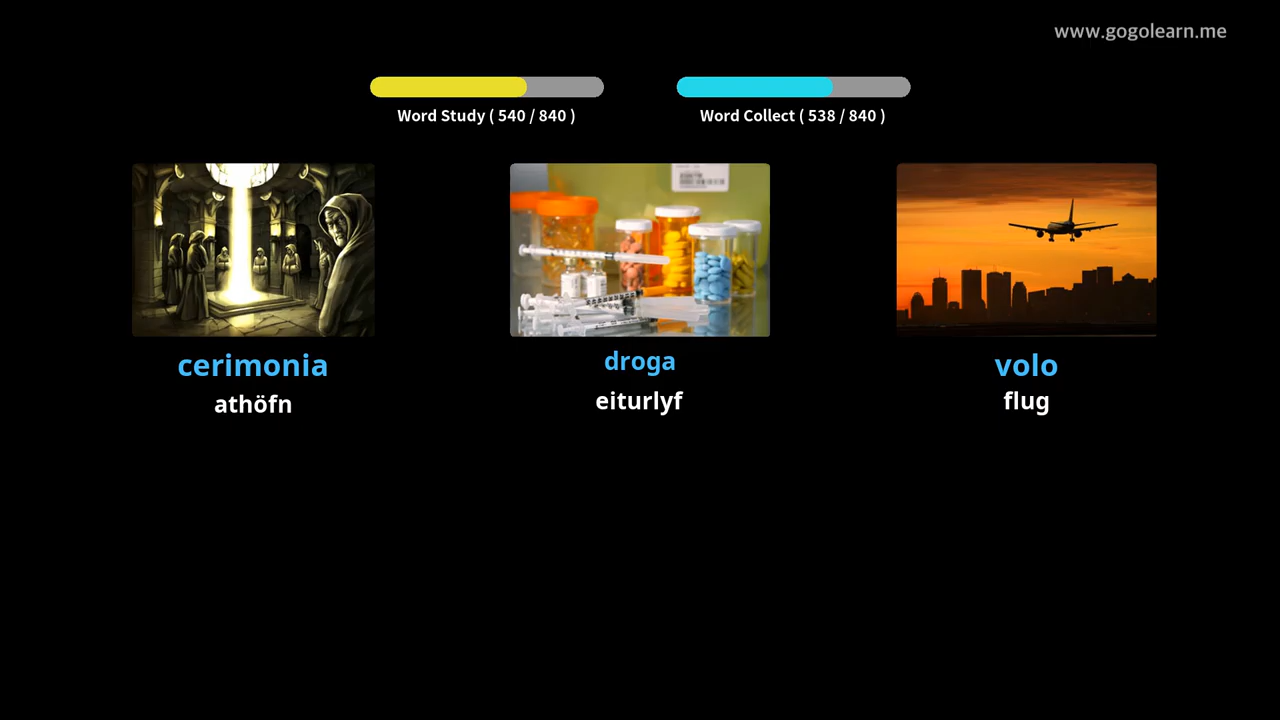 www.gogolearn.me
Word Study ( 540 / 840 )
Word Collect ( 538 / 840 )
cerimonia
athöfn
droga
eiturlyf
volo
flug